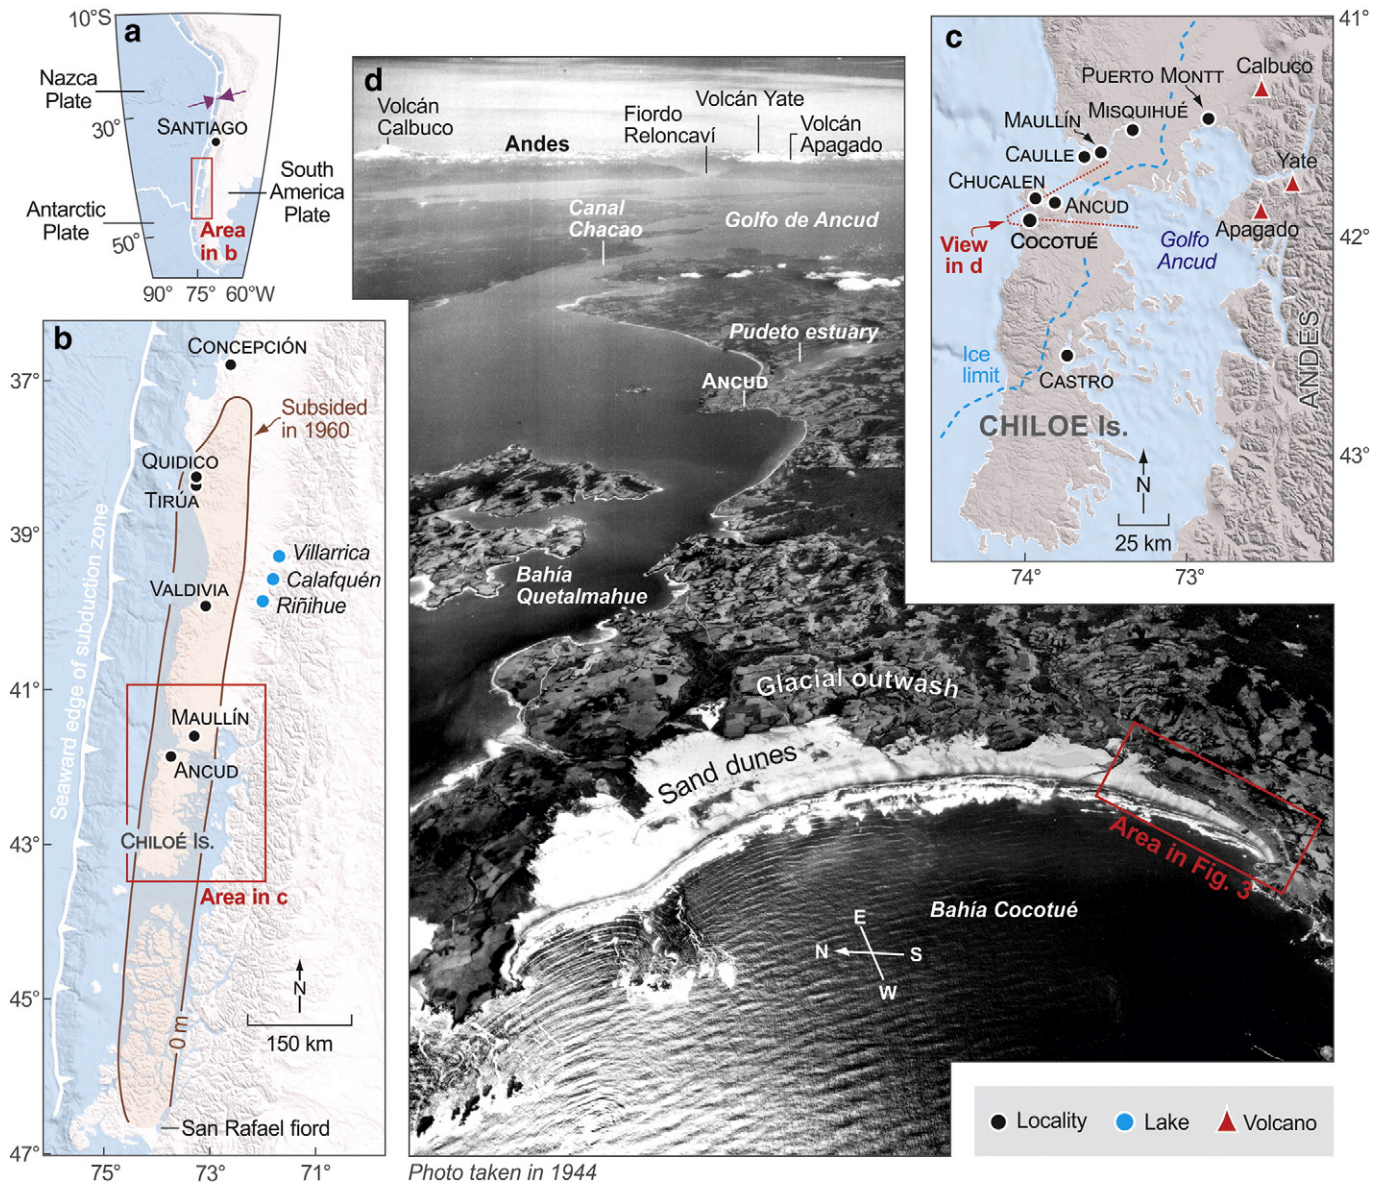 a
10°S
Nazca
Plate
30°
SANTIAGO
South
America
Plate
Antarctic
Plate
50°
Area
in b
90° 75° 60°W
b
CONCEPCIÓN
37°
Subsided
in 1960
QUIDICO
TIRÚA
39°
Villarrica
Calafquén
Riñihue
VALDIVIA
Seaward edge of subduction zone
41°
MAULLÍN
ANCUD
43°
CHILOÉ IS.
Area in c
45°
N
0 m
150 km
San Rafael fiord
47°
75° 73° 71°
c
41°
PUERTO MONTT
Calbuco
MISQUIHUÉ
MAULLÍN
CAULLE
Yate
CHUCALEN
ANCUD
Apagado
42°
View
in d
COCOTUÉ
Golfo
Ancud
Ice
limit
CASTRO
ANDES
CHILOE Is.
43°
N
25 km
74° 73°
d
Volcán
Calbuco
Andes
Fiordo
Reloncaví
Volcán Yate
Volcán
Apagado
Canal
Chacao
Golfo de Ancud
Pudeto estuary
ANCUD
Bahía
Quetalmahue
Glacial outwash
Sand dunes
Area in Fig. 3
Bahía Cocotué
E
N S
W
Locality Lake Volcano
Photo taken in 1944